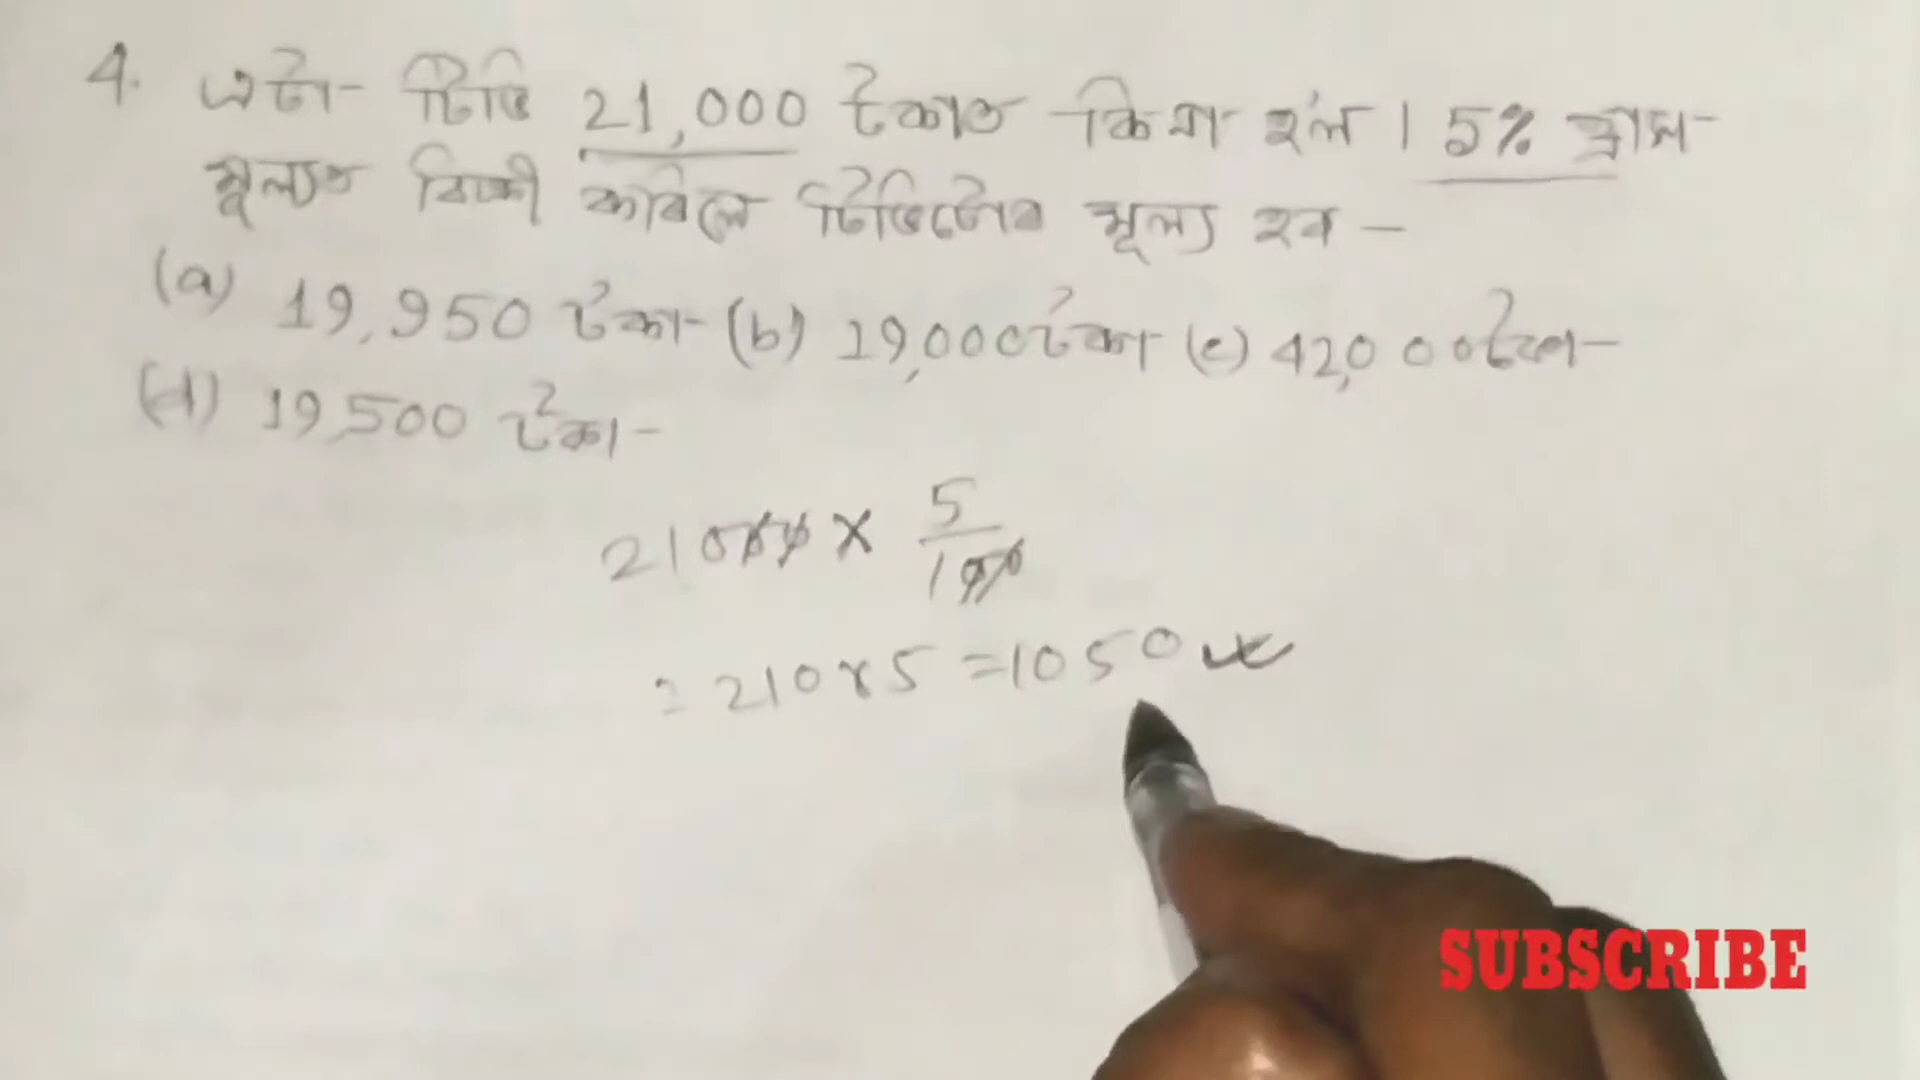 4. এটা টিভি 21,000 টকাত কিনা হ'ল। 5% হ্ৰাস
মূল্যত বিক্ৰী কৰিলে টিভিটোৰ মূল্য হব –
(a) 19,950 টকা (b) 19,000 টকা (c) 42,000 টকা
(d) 19,500 টকা
21000 × 5/100
= 210 × 5 = 1050
SUBSCRIBE